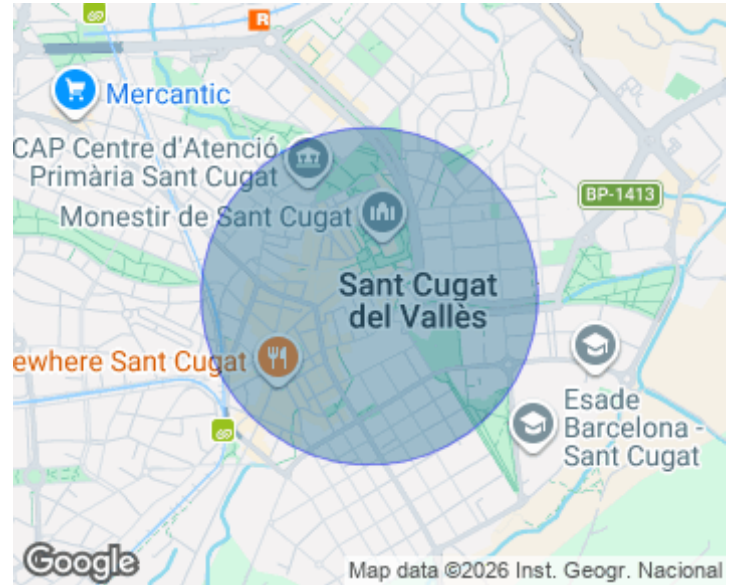 R
Mercantic
CAP Centre d'Atenció
Primària Sant Cugat
Monestir de Sant Cugat
BP-1413
Sant Cugat
del Vallès
ewhere Sant Cugat
Esade
Barcelona -
Sant Cugat
Google
Map data ©2026 Inst. Geogr. Nacional